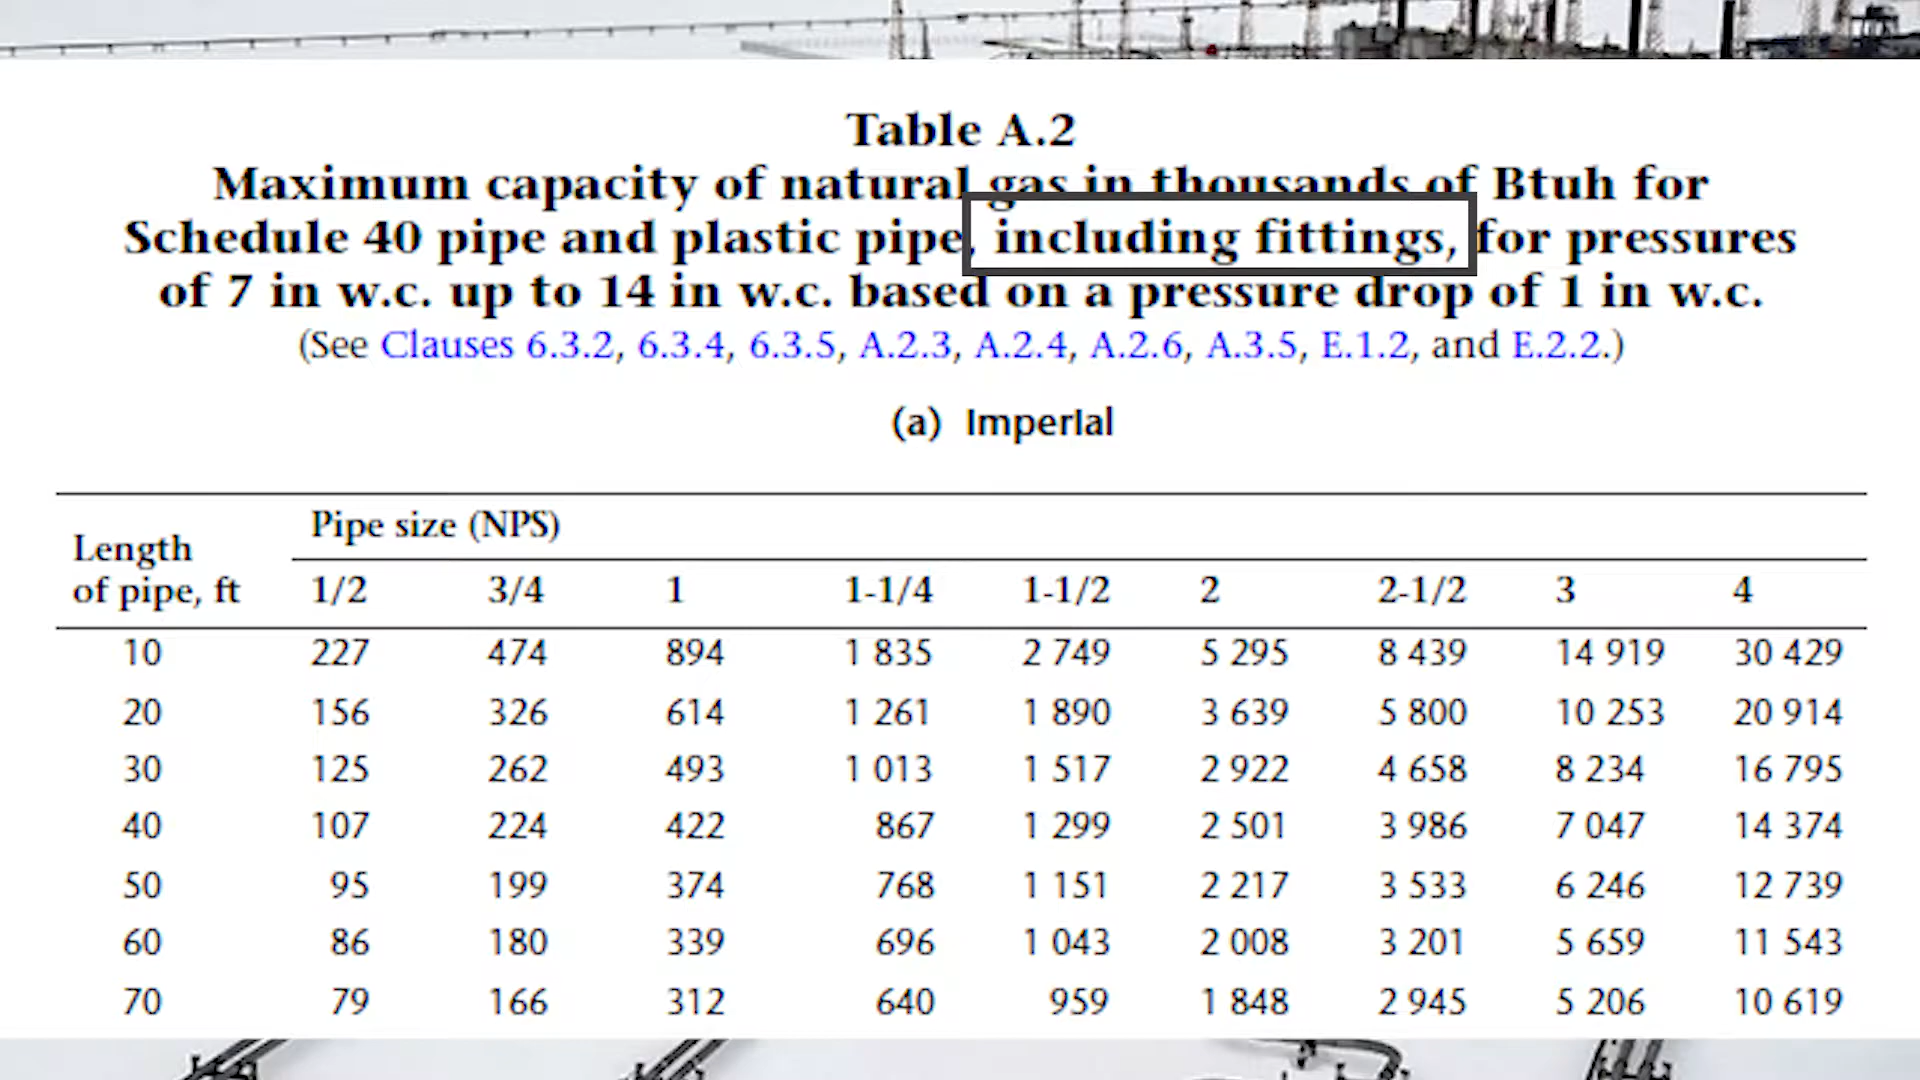 Table A.2
Maximum capacity of natural gas in thousands of Btuh for
Schedule 40 pipe and plastic pipe, including fittings, for pressures
of 7 in w.c. up to 14 in w.c. based on a pressure drop of 1 in w.c.
(See Clauses 6.3.2, 6.3.4, 6.3.5, A.2.3, A.2.4, A.2.6, A.3.5, E.1.2, and E.2.2.)
(a) Imperial
Pipe size (NPS)
Length
of pipe, ft 1/2 3/4 1 1-1/4 1-1/2 2 2-1/2 3 4
10 227 474 894 1 835 2 749 5 295 8 439 14 919 30 429
20 156 326 614 1 261 1 890 3 639 5 800 10 253 20 914
30 125 262 493 1 013 1 517 2 922 4 658 8 234 16 795
40 107 224 422 867 1 299 2 501 3 986 7 047 14 374
50 95 199 374 768 1 151 2 217 3 533 6 246 12 739
60 86 180 339 696 1 043 2 008 3 201 5 659 11 543
70 79 166 312 640 959 1 848 2 945 5 206 10 619